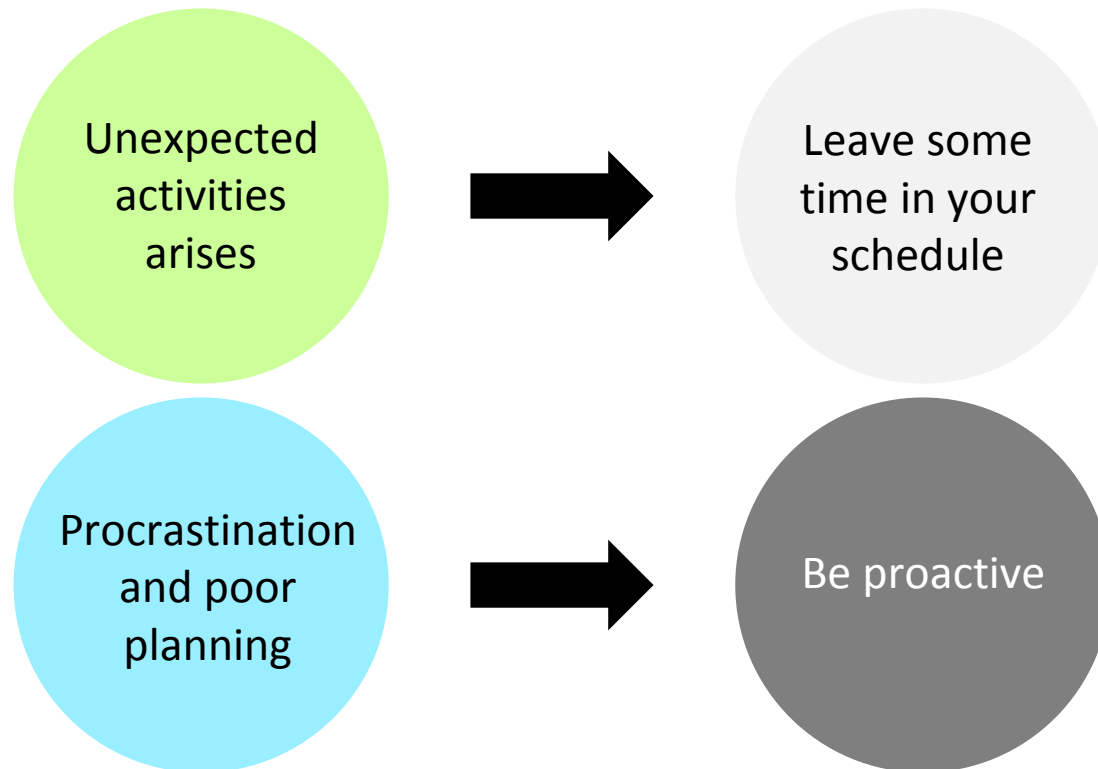 Unexpected
activities
arises
Leave some
time in your
schedule
Procrastination
and poor
planning
Be proactive